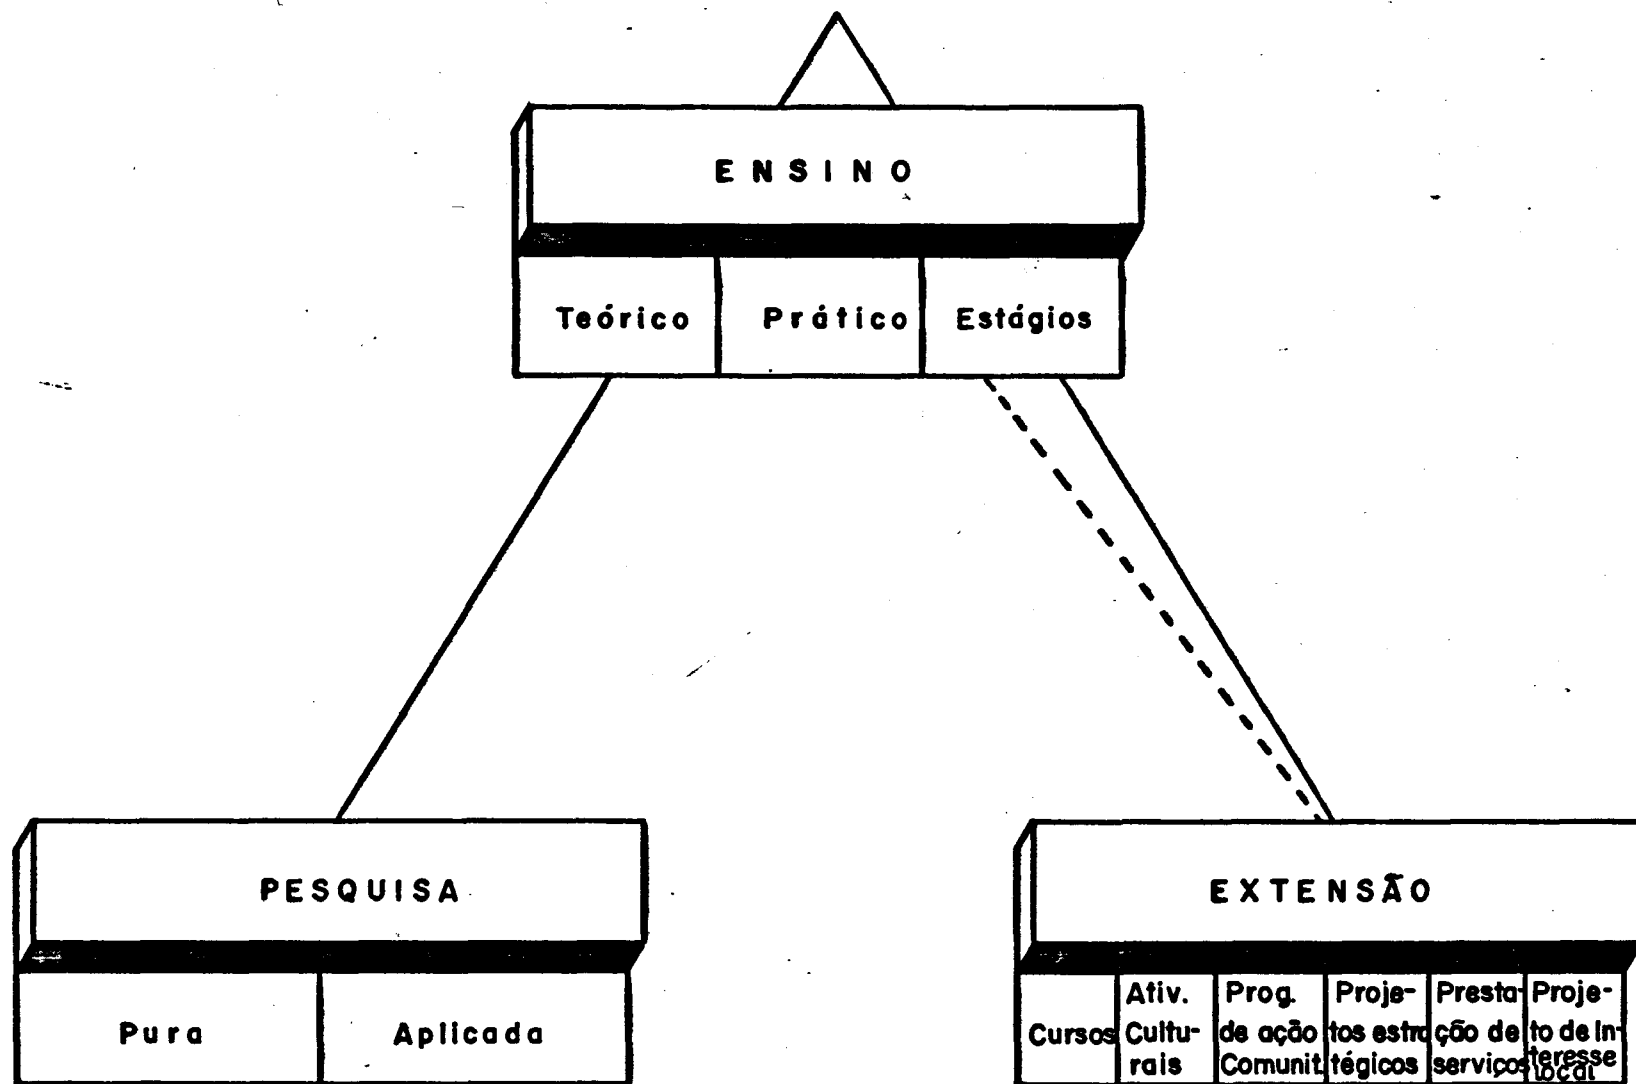 ENSINO
Teórico
Prático
Estágios
PESQUISA
Pura
Aplicada
EXTENSÃO
Cursos
Ativ.
Cultu-
rais
Prog.
de ação
Comunit.
Proje-
tos estra
tégicos
Presta-
ção de
serviços
Proje-
to de In-
teresse
Local